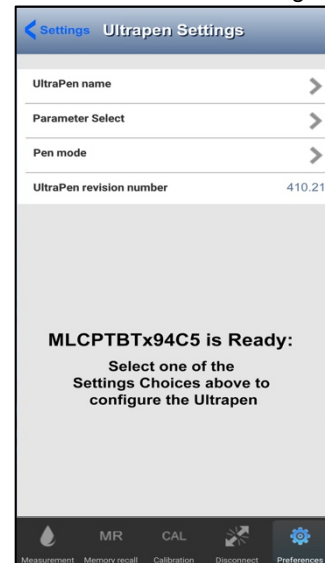 Settings Ultrapen Settings
UltraPen name
Parameter Select
Pen mode
UltraPen revision number 410.21
MLCPTBTx94C5 is Ready:
Select one of the
Settings Choices above to
configure the Ultrapen
MR CAL
Measurement Memory recall Calibration Disconnect Preferences